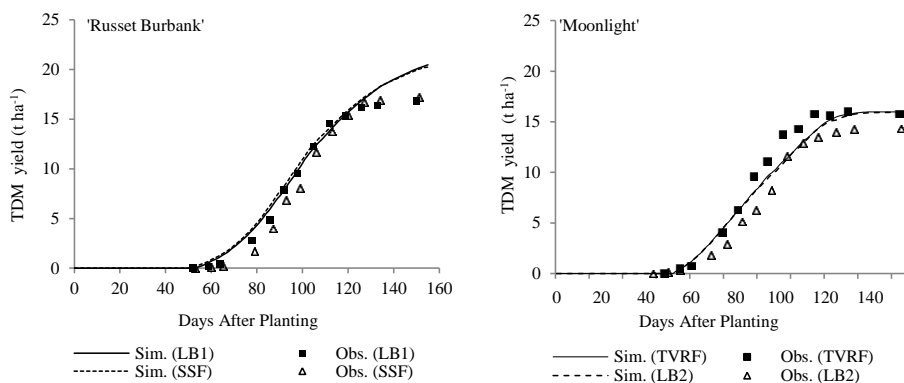 'Russet Burbank'
25
20
15
10
5
0
TDM yield (t ha⁻¹)
0 20 40 60 80 100 120 140 160
Days After Planting
Sim. (LB1) Obs. (LB1)
Sim. (SSF) Obs. (SSF)
'Moonlight'
25
20
15
10
5
0
TDM yield (t ha⁻¹)
0 20 40 60 80 100 120 140
Days After Planting
Sim. (TVRF) Obs. (TVRF)
Sim. (LB2) Obs. (LB2)